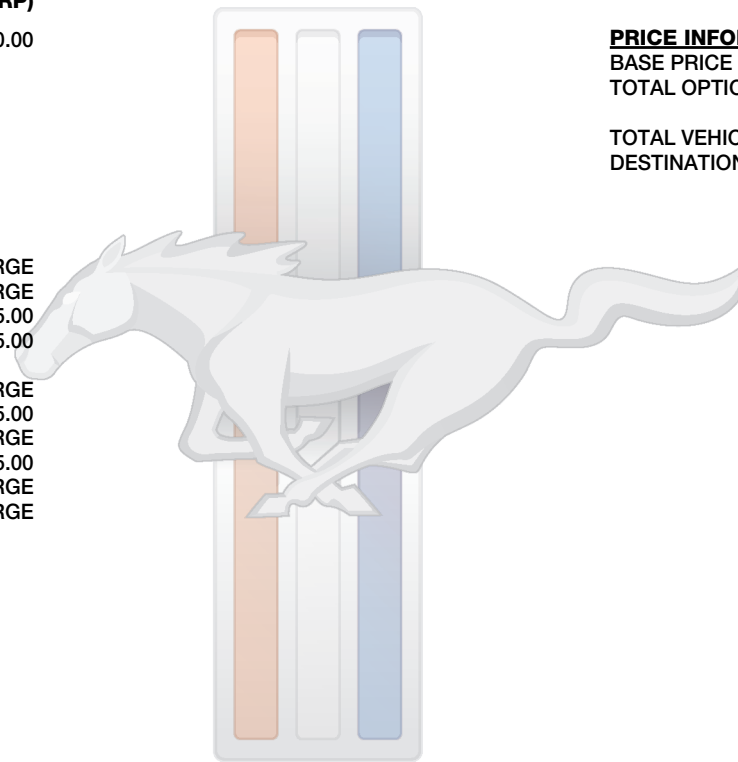 RP)
0.00
RGE
RGE
5.00
5.00
RGE
5.00
RGE
5.00
RGE
RGE
PRICE INFO
BASE PRICE
TOTAL OPTIO
TOTAL VEHIC
DESTINATION